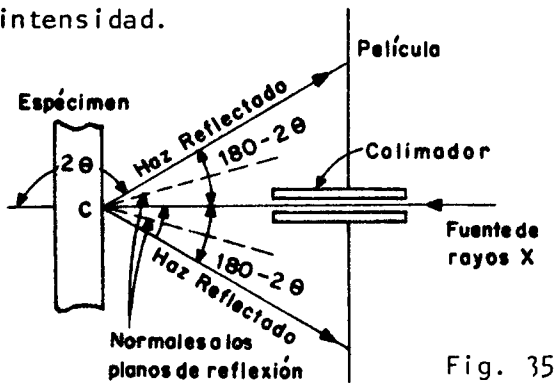 intensidad.
Película
Espécimen
Haz Reflectado
180-2θ
2θ
Colimador
C
Fuente de
rayos X
180-2θ
Haz Reflectado
Normales a los
planos de reflexión
Fig. 35